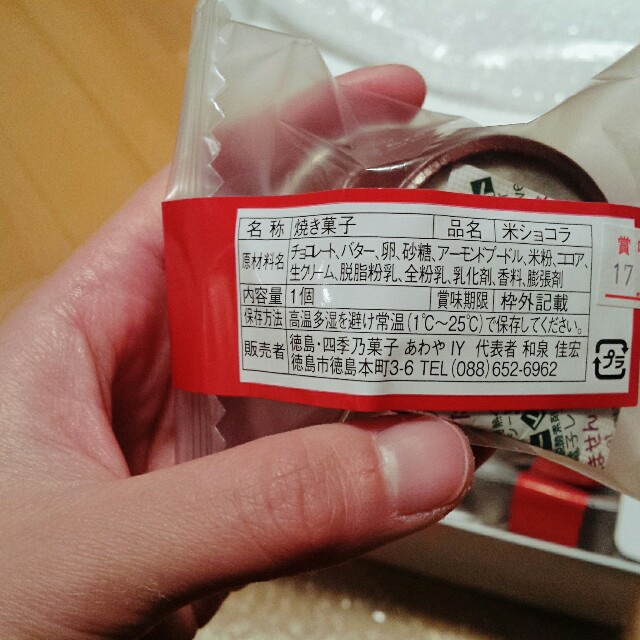 名称 焼き菓子 品名 米ショコラ
原材料名 チョコレート、バター、卵、砂糖、アーモンドプードル、米粉、ココア、
生クリーム、脱脂粉乳、全粉乳、乳化剤、香料、膨張剤
内容量 1個 賞味期限 枠外記載
保存方法 高温多湿を避け常温(1℃〜25℃)で保存してください。
販売者 徳島・四季乃菓子 あわやIY 代表者 和泉 佳宏
徳島市徳島本町3-6 TEL(088)652-6962
プラ
賞
17
ません